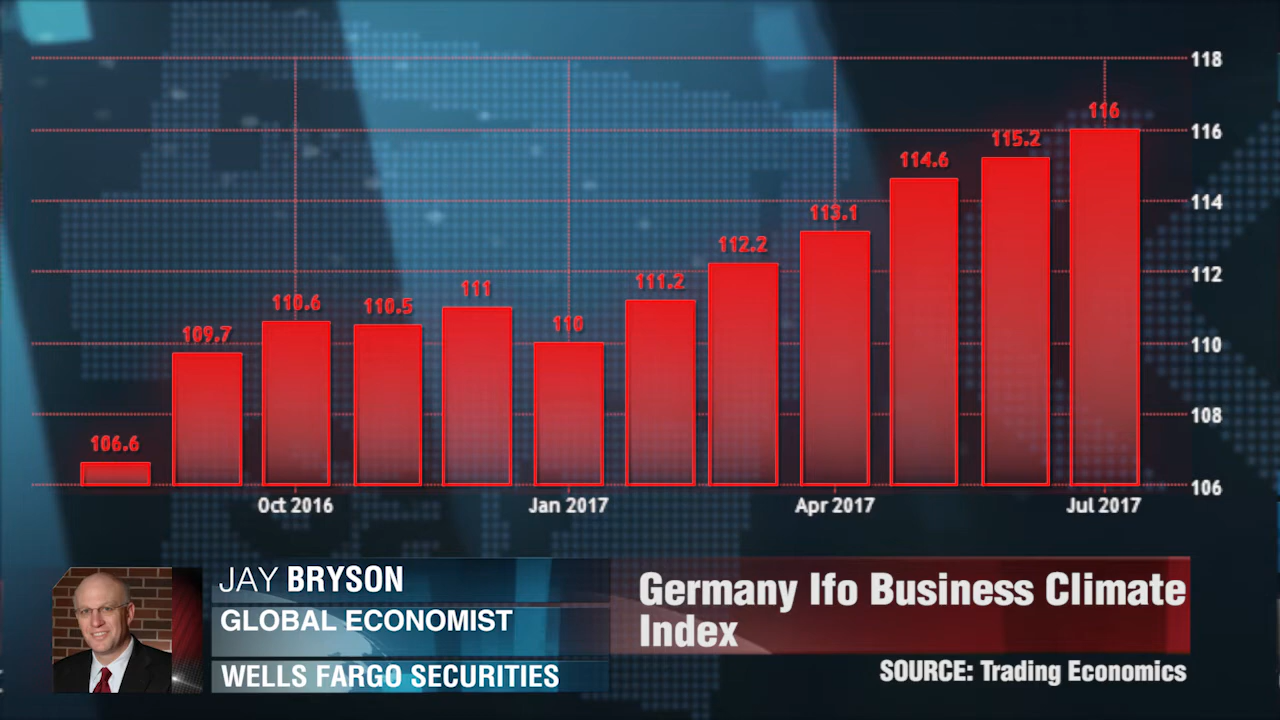 118
116
116
115.2
114.6
114
113.1
112.2
112
111.2
111
110.6
110.5
110
109.7
110
108
106.6
106
Oct 2016
Jan 2017
Apr 2017
Jul 2017
JAY BRYSON
GLOBAL ECONOMIST
WELLS FARGO SECURITIES
Germany Ifo Business Climate
Index
SOURCE: Trading Economics